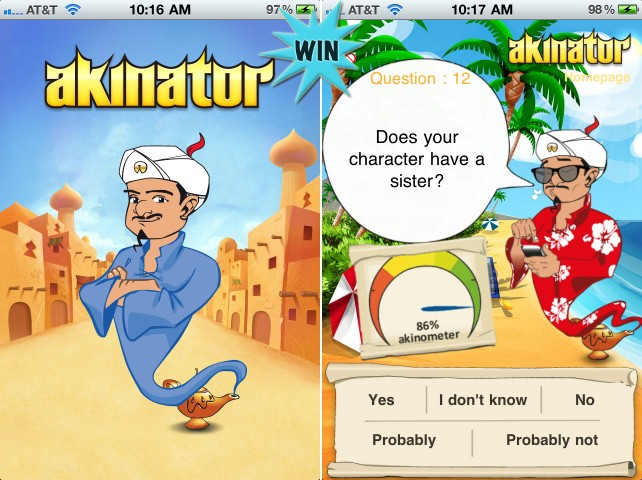 AT&T 10:16 AM 97%
akinator
WIN
AT&T 10:17 AM 98%
akinator
Homepage
Question : 12
Does your
character have a
sister?
86%
akinometer
Yes I don't know No
Probably Probably not